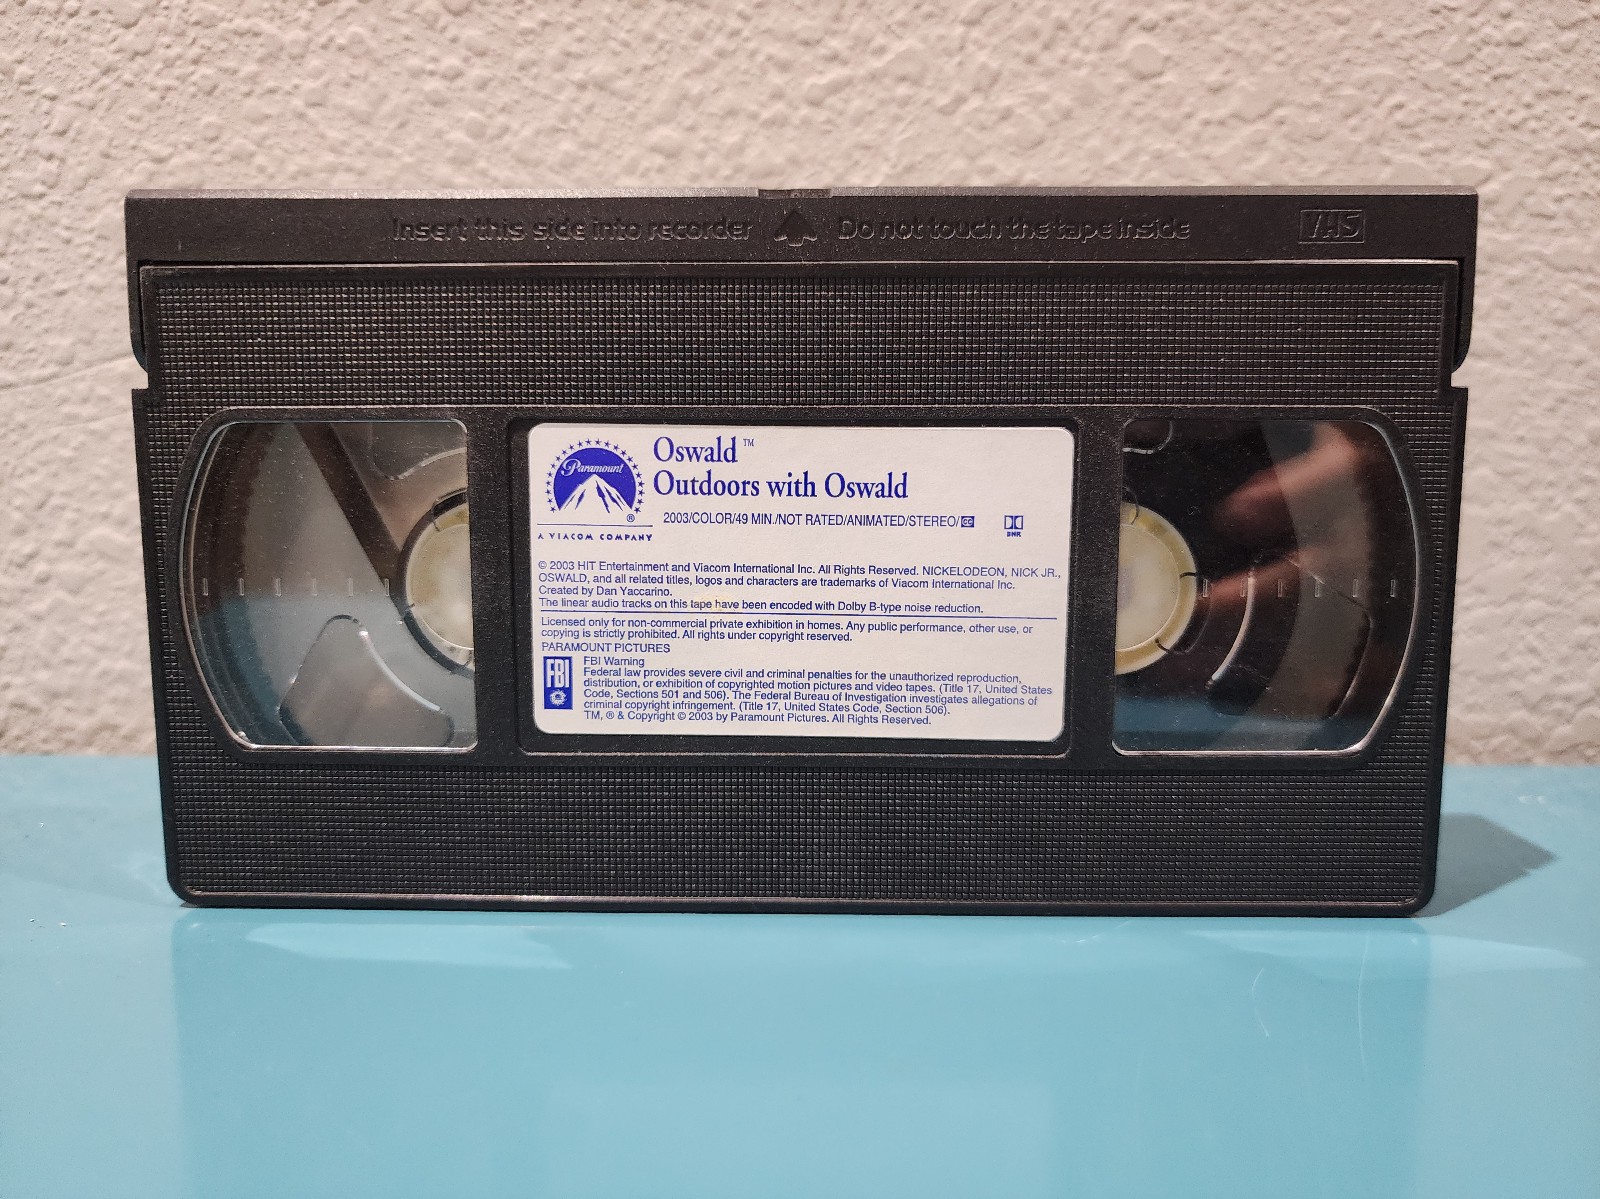 Insert this side into recorder Do not touch the tape inside VHS
Paramount ®
A VIACOM COMPANY
Oswald ™
Outdoors with Oswald
2003/COLOR/49 MIN./NOT RATED/ANIMATED/STEREO/CC
BNR
© 2003 HIT Entertainment and Viacom International Inc. All Rights Reserved. NICKELODEON, NICK JR.,
OSWALD, and all related titles, logos and characters are trademarks of Viacom International Inc.
Created by Dan Yaccarino.
The linear audio tracks on this tape have been encoded with Dolby B-type noise reduction.
Licensed only for non-commercial private exhibition in homes. Any public performance, other use, or
copying is strictly prohibited. All rights under copyright reserved.
PARAMOUNT PICTURES
FBI
FBI Warning
Federal law provides severe civil and criminal penalties for the unauthorized reproduction,
distribution, or exhibition of copyrighted motion pictures and video tapes. (Title 17, United States
Code, Sections 501 and 506). The Federal Bureau of Investigation investigates allegations of
criminal copyright infringement. (Title 17, United States Code, Section 506).
TM, ® & Copyright © 2003 by Paramount Pictures. All Rights Reserved.